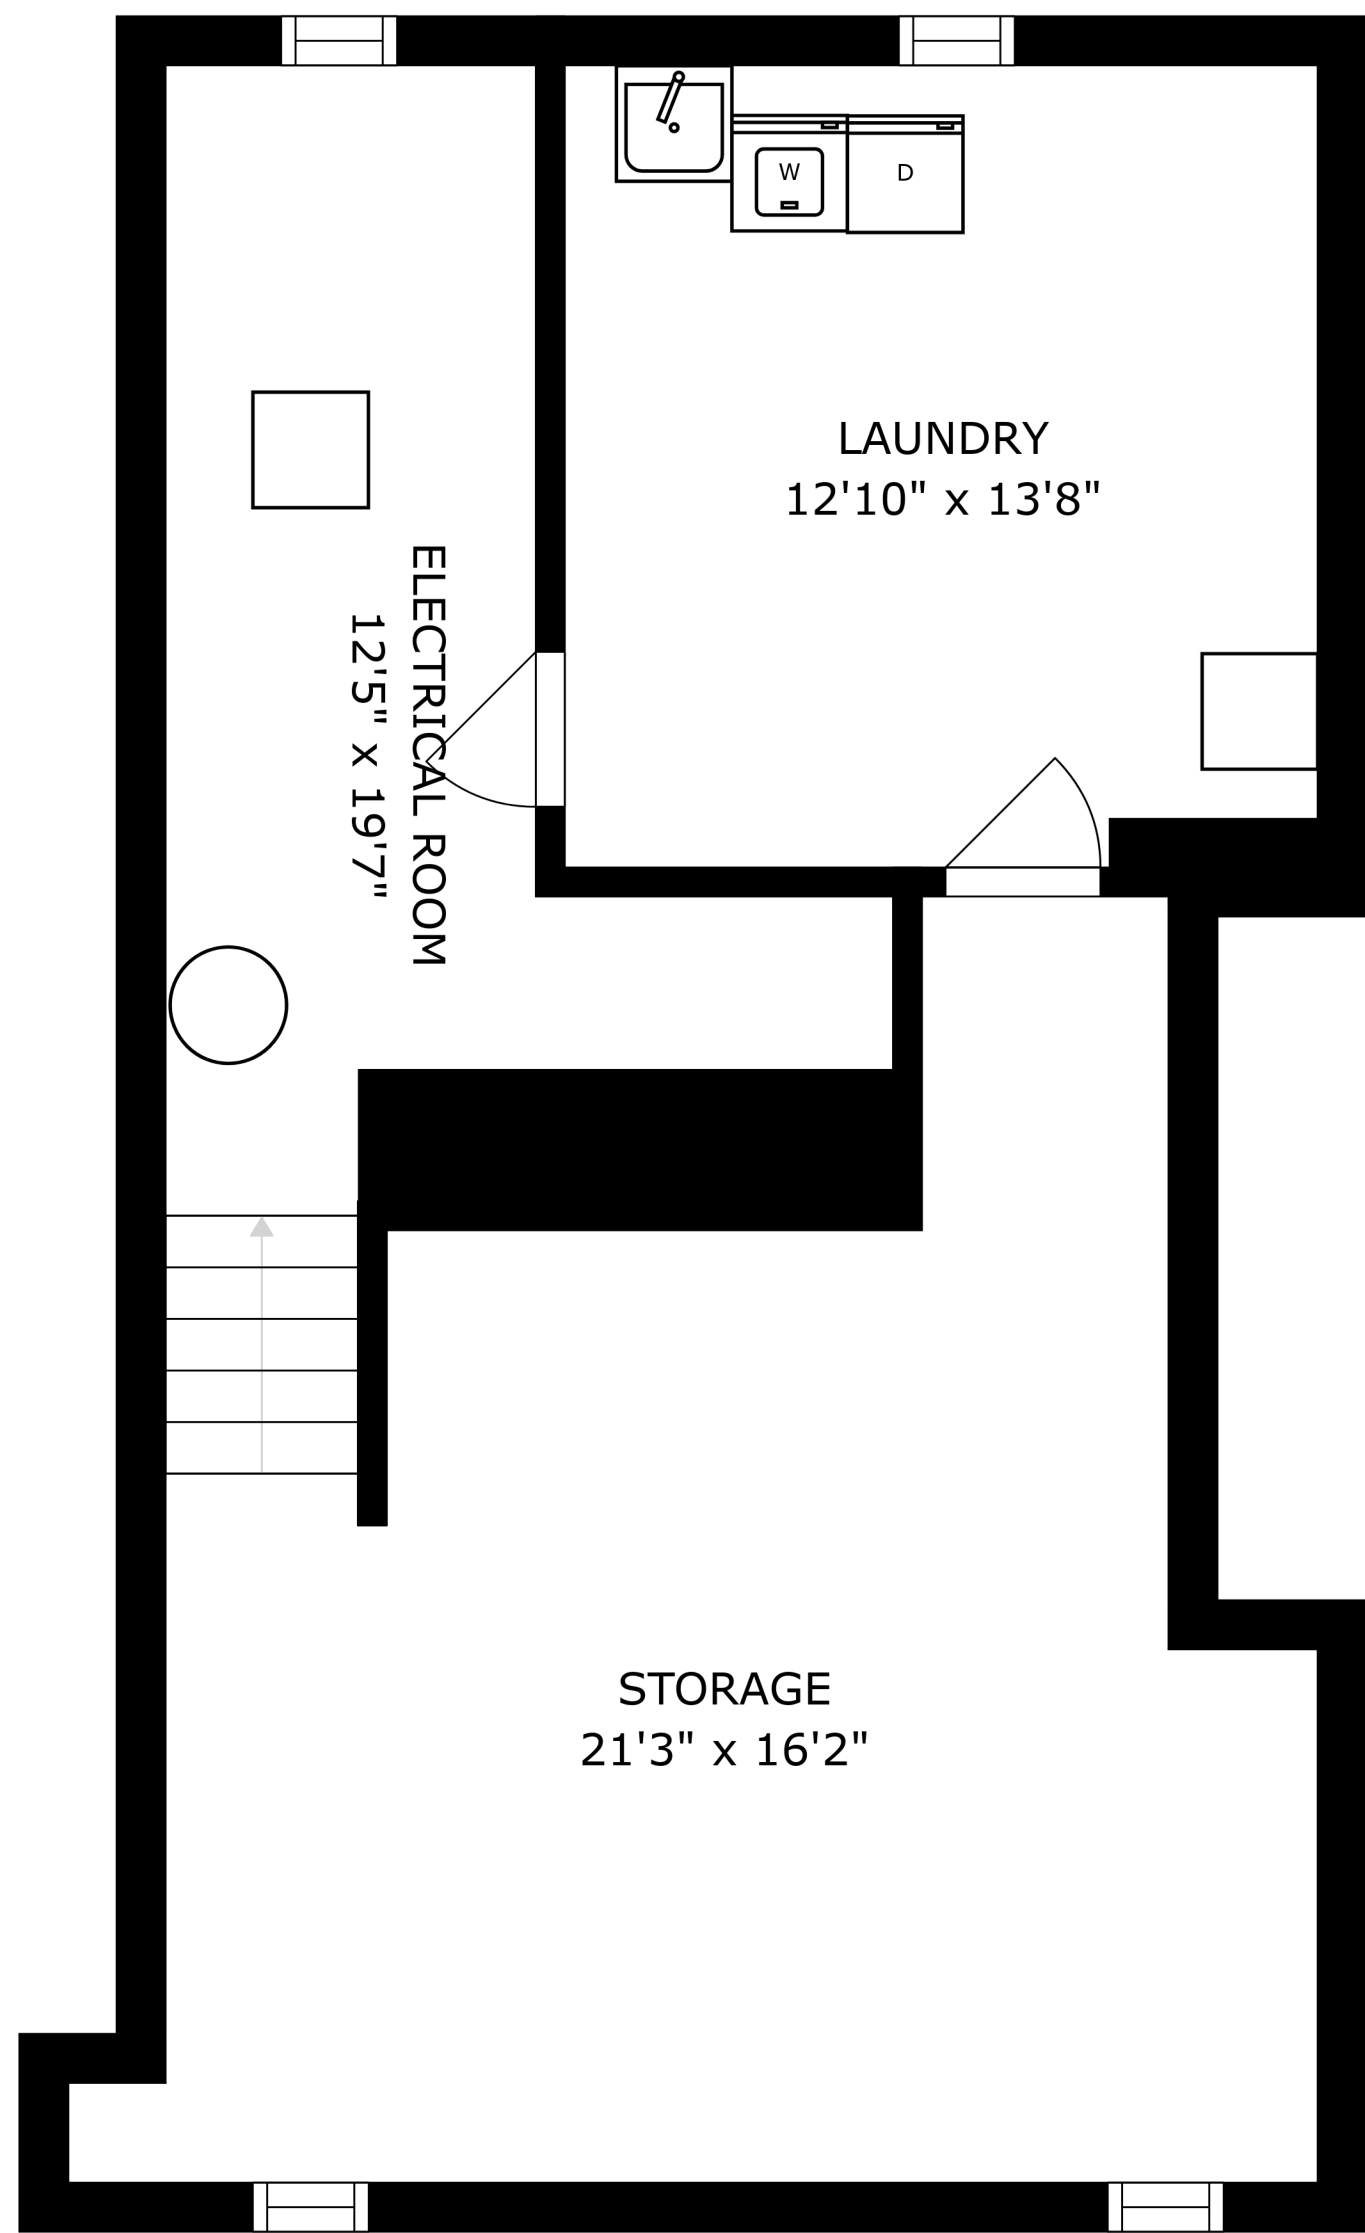 W
D
LAUNDRY
12'10" x 13'8"
ELECTRICAL ROOM
12'5" x 19'7"
STORAGE
21'3" x 16'2"